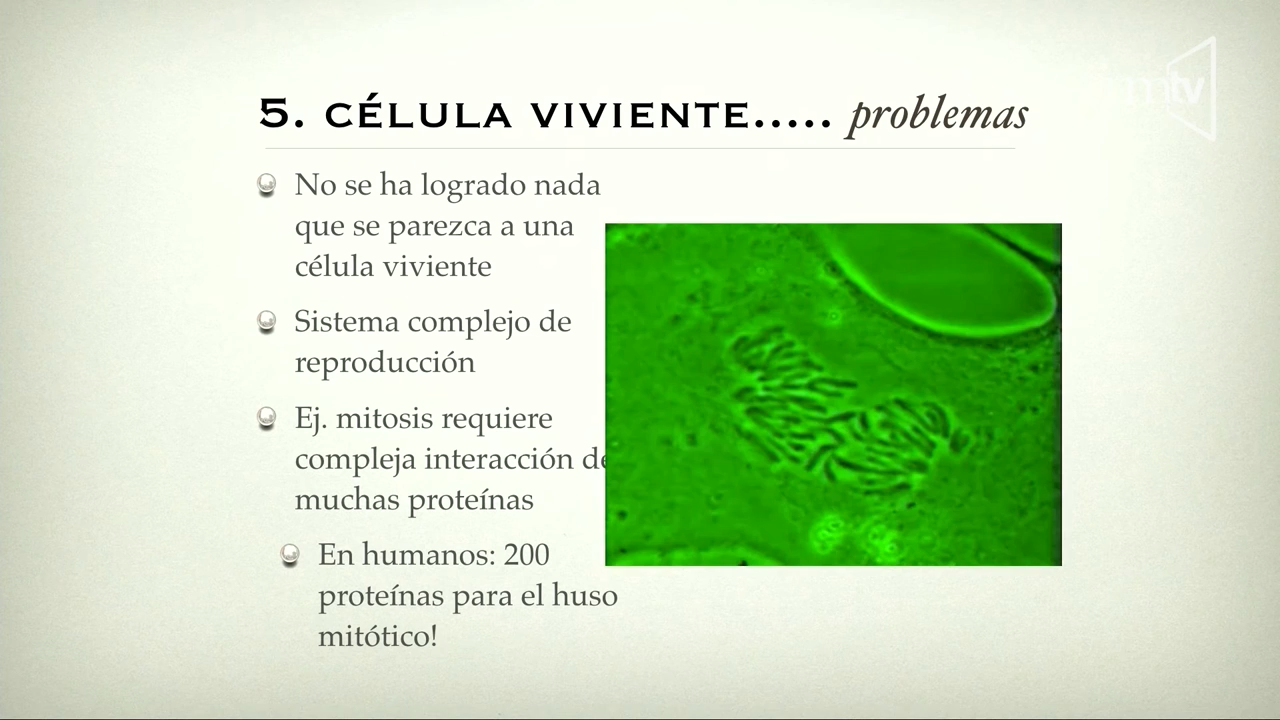 5. CÉLULA VIVIENTE..... problemas
No se ha logrado nada
que se parezca a una
célula viviente
Sistema complejo de
reproducción
Ej. mitosis requiere
compleja interacción de
muchas proteínas
En humanos: 200
proteínas para el huso
mitótico!